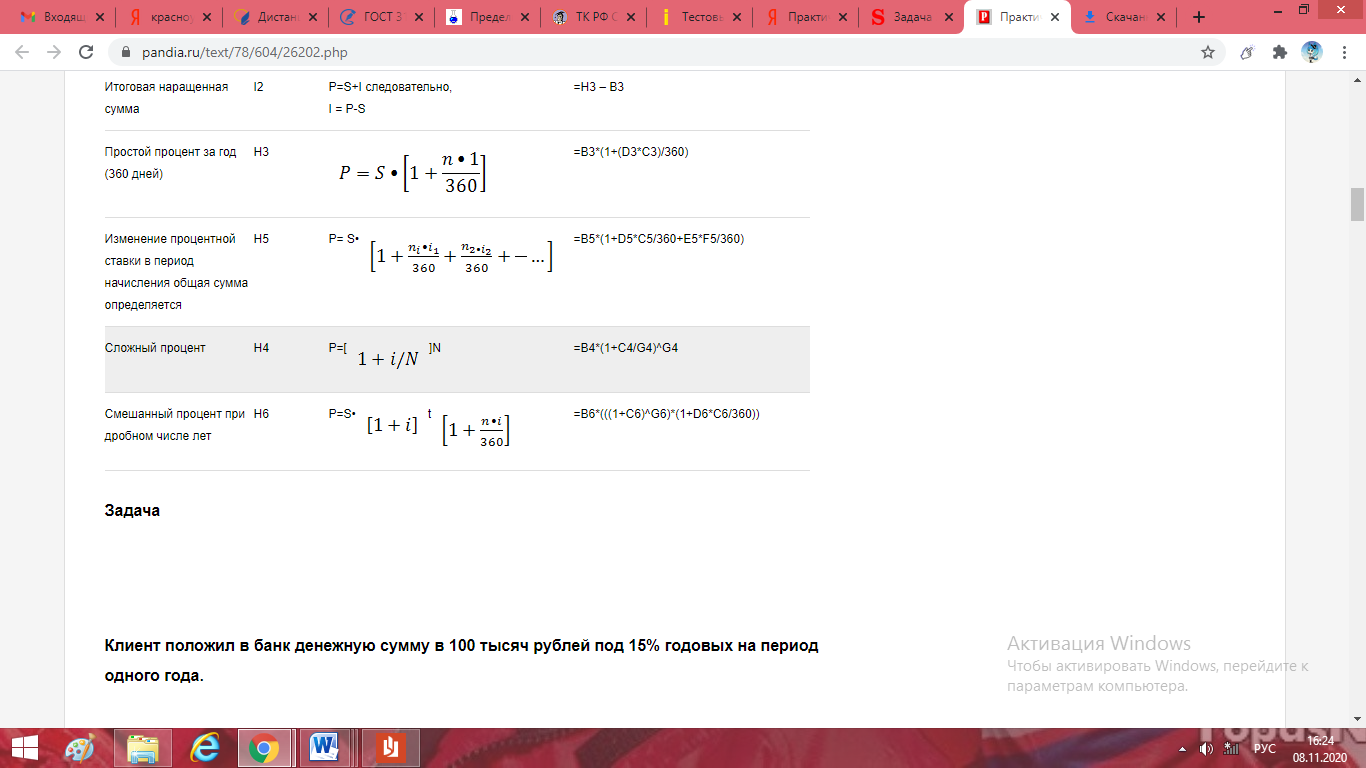 Входящ
красноу
Дистан
ГОСТ 3
Предел
ТК РФ С
Тестовы
Практи
Задача
Практи
Скачан
pandia.ru/text/78/604/26202.php
Итоговая наращенная сумма I2 P=S+I следовательно, I = P-S =H3 – B3
Простой процент за год (360 дней) H3 P = S • [1 + n • 1 / 360] =B3*(1+(D3*C3)/360)
Изменение процентной ставки в период начисления общая сумма определяется H5 P= S• [1 + nᵢ•i₁ / 360 + n₂•i₂ / 360 + − ...] =B5*(1+D5*C5/360+E5*F5/360)
Сложный процент H4 P=[ 1 + i/N ]N =B4*(1+C4/G4)^G4
Смешанный процент при дробном числе лет H6 P=S• [1 + i] t [1 + n•i / 360] =B6*(((1+C6)^G6)*(1+D6*C6/360))
Задача
Клиент положил в банк денежную сумму в 100 тысяч рублей под 15% годовых на период
одного года.
Активация Windows
Чтобы активировать Windows, перейдите к
параметрам компьютера.
РУС
16:24
08.11.2020